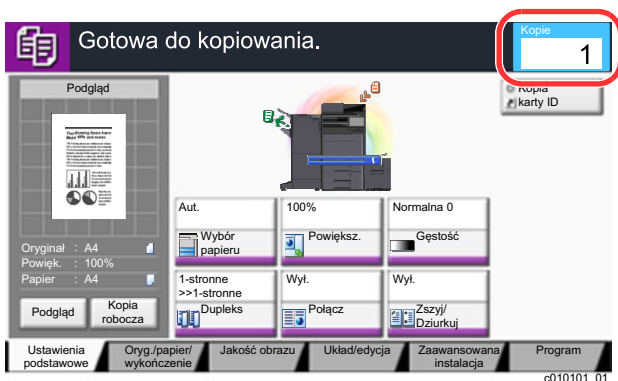 Gotowa do kopiowania.
Kopie
1
Podgląd
Kopia
karty ID
Oryginał : A4
Powięk. : 100%
Papier : A4
Podgląd
Kopia
robocza
Aut.
Wybór
papieru
100%
Powiększ.
Normalna 0
Gęstość
1-stronne
>>1-stronne
Dupleks
Wył.
Połącz
Wył.
Zszyj/
Dziurkuj
Ustawienia
podstawowe
Oryg./papier/
wykończenie
Jakość obrazu
Układ/edycja
Zaawansowana
instalacja
Program
c010101_01